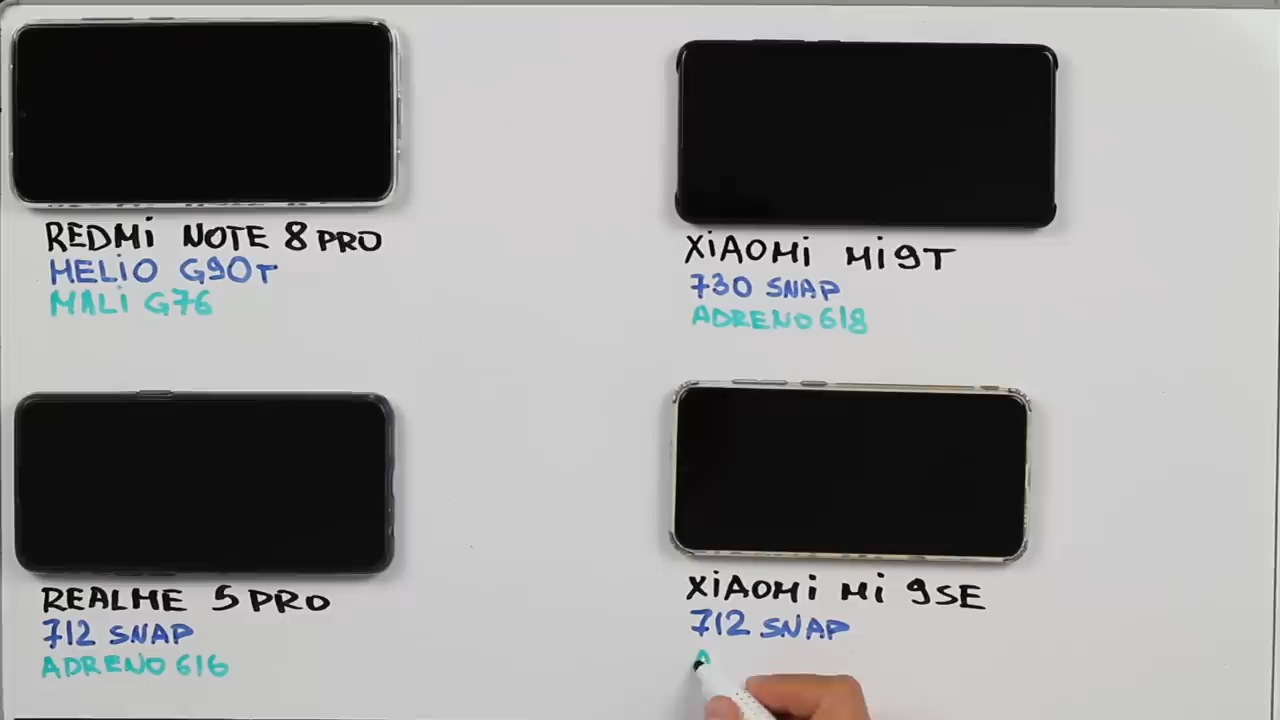 REDMi NOTE 8 PRO
HELIO G90T
MALi G76
XiAOMi Mi9T
730 SNAP
ADRENO 618
REALME 5 PRO
712 SNAP
ADRENO 616
XiAOMi Mi 9SE
712 SNAP
A